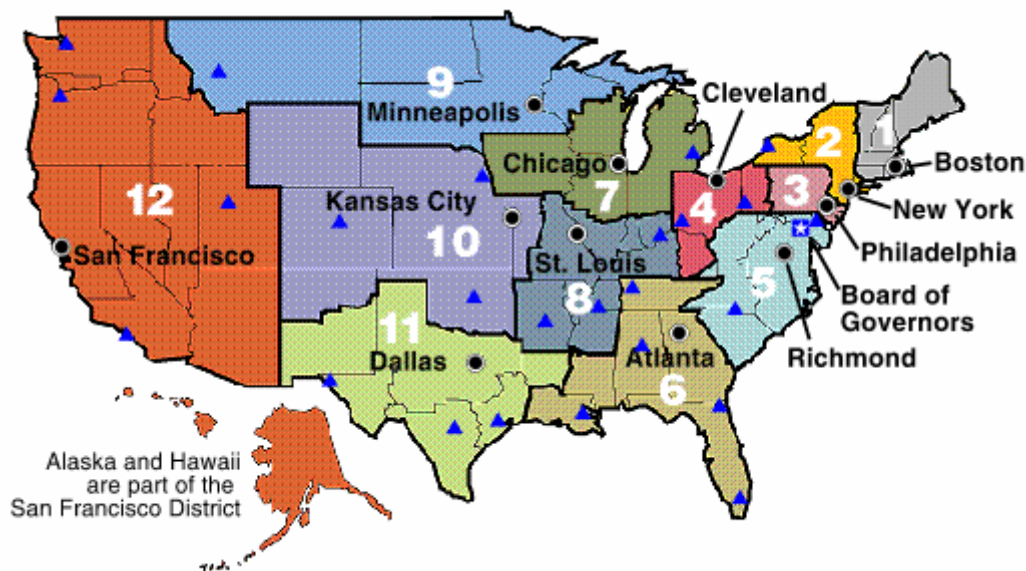 Cleveland
9
Minneapolis
2
1
Chicago
Boston
7
3
12
Kansas City
4
New York
10
San Francisco
Philadelphia
St. Louis
5
8
Board of
Governors
11
Dallas
Atlanta
Richmond
6
Alaska and Hawaii
are part of the
San Francisco District